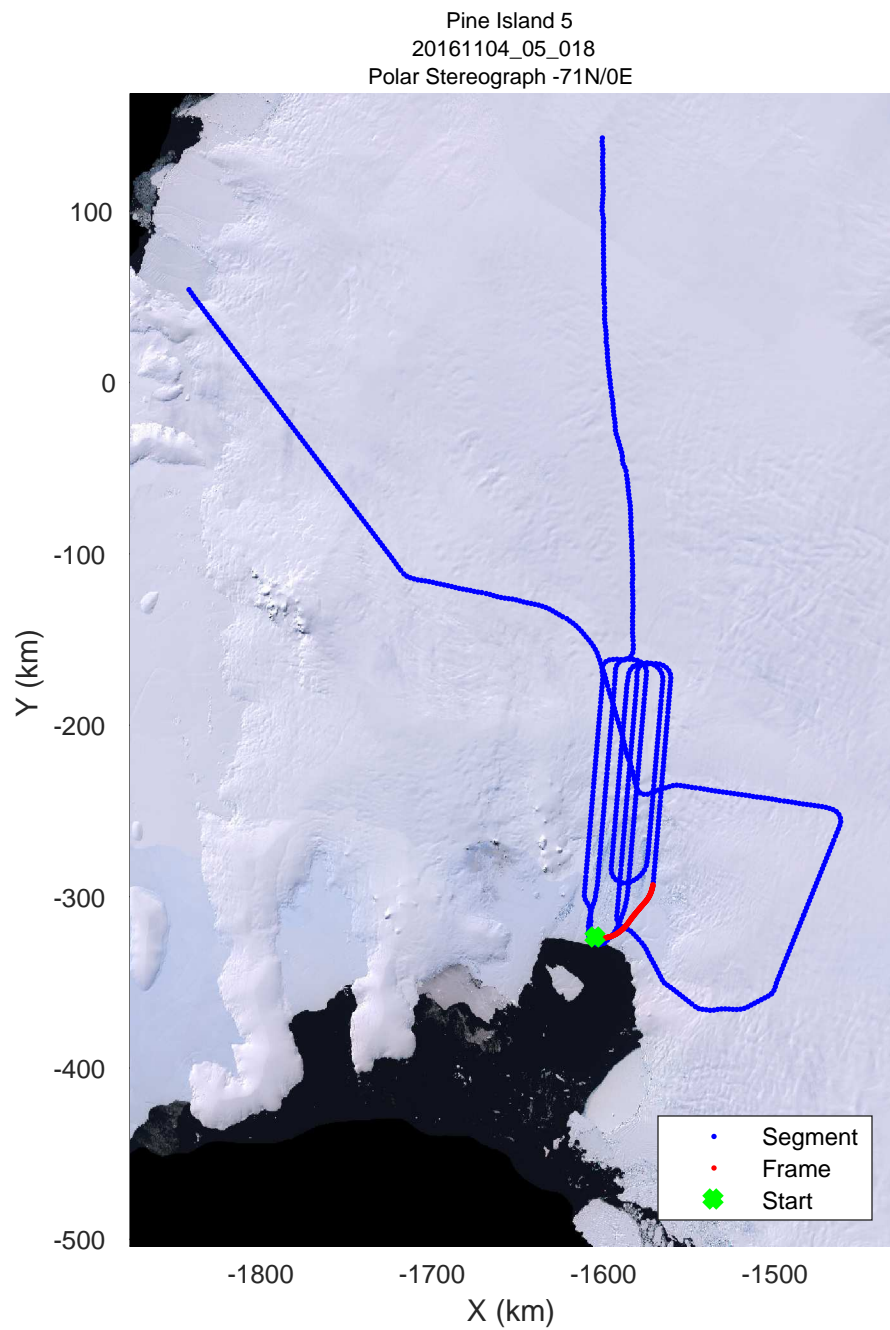 Pine Island 5
20161104_05_018
Polar Stereograph -71N/0E
100
0
-100
-200
-300
-400
-500
Y (km)
-1800
-1700
-1600
-1500
X (km)
Segment
Frame
Start